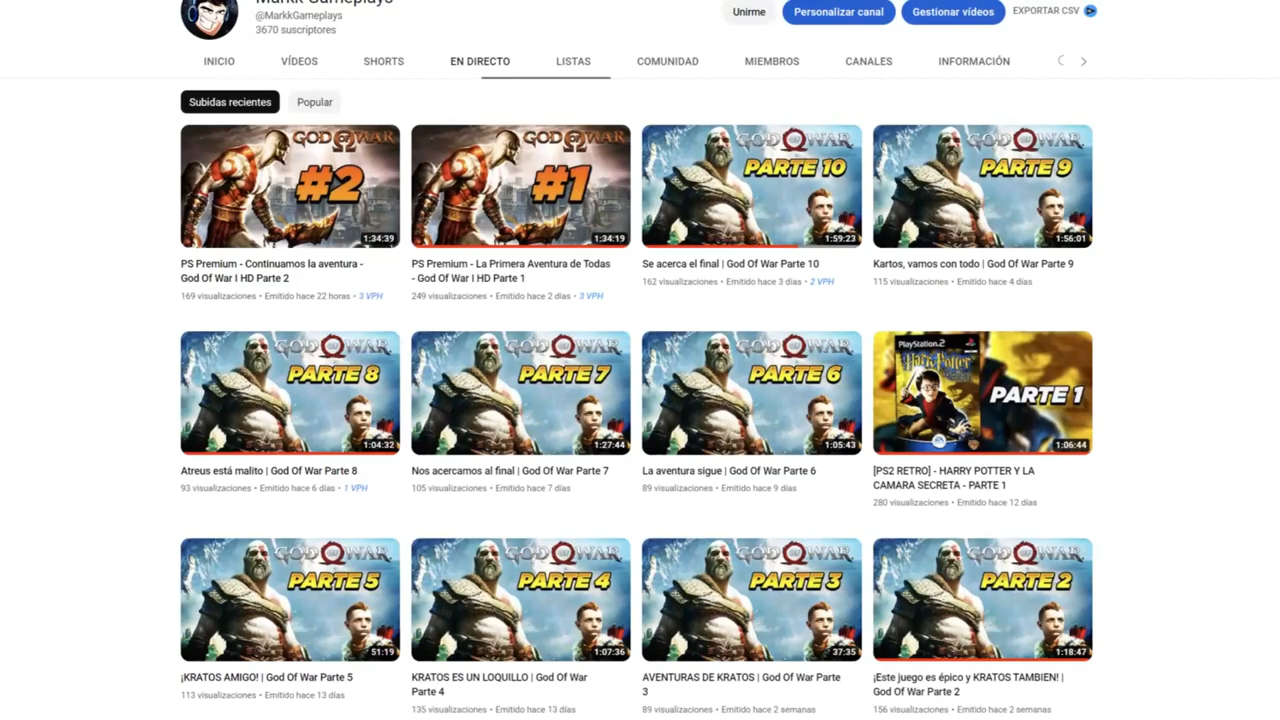 Markk Gameplays
@MarkkGameplays
3670 suscriptores
Unirme
Personalizar canal
Gestionar vídeos
EXPORTAR CSV
INICIO
VÍDEOS
SHORTS
EN DIRECTO
LISTAS
COMUNIDAD
MIEMBROS
CANALES
INFORMACIÓN
Subidas recientes
Popular
GOD OF WAR
#2
1:34:39
PS Premium - Continuamos la aventura -
God Of War I HD Parte 2
169 visualizaciones • Emitido hace 22 horas • 3 VPH
GOD OF WAR
#1
1:34:19
PS Premium - La Primera Aventura de Todas
- God Of War I HD Parte 1
249 visualizaciones • Emitido hace 2 días • 3 VPH
GOD OF WAR
PARTE 10
1:59:23
Se acerca el final | God Of War Parte 10
162 visualizaciones • Emitido hace 3 días • 2 VPH
GOD OF WAR
PARTE 9
1:56:01
Kartos, vamos con todo | God Of War Parte 9
115 visualizaciones • Emitido hace 4 días
GOD OF WAR
PARTE 8
1:04:32
Atreus está malito | God Of War Parte 8
93 visualizaciones • Emitido hace 6 días • 1 VPH
GOD OF WAR
PARTE 7
1:27:44
Nos acercamos al final | God Of War Parte 7
105 visualizaciones • Emitido hace 7 días
GOD OF WAR
PARTE 6
1:05:43
La aventura sigue | God Of War Parte 6
89 visualizaciones • Emitido hace 9 días
PlayStation.2
Harry Potter
EA
PARTE 1
1:06:44
[PS2 RETRO] - HARRY POTTER Y LA
CAMARA SECRETA - PARTE 1
280 visualizaciones • Emitido hace 12 días
GOD OF WAR
PARTE 5
51:19
¡KRATOS AMIGO! | God Of War Parte 5
113 visualizaciones • Emitido hace 13 días
GOD OF WAR
PARTE 4
1:07:36
KRATOS ES UN LOQUILLO | God Of War
Parte 4
135 visualizaciones • Emitido hace 13 días
GOD OF WAR
PARTE 3
37:35
AVENTURAS DE KRATOS | God Of War Parte
3
89 visualizaciones • Emitido hace 2 semanas
GOD OF WAR
PARTE 2
1:18:47
¡Este juego es épico y KRATOS TAMBIEN! |
God Of War Parte 2
156 visualizaciones • Emitido hace 2 semanas